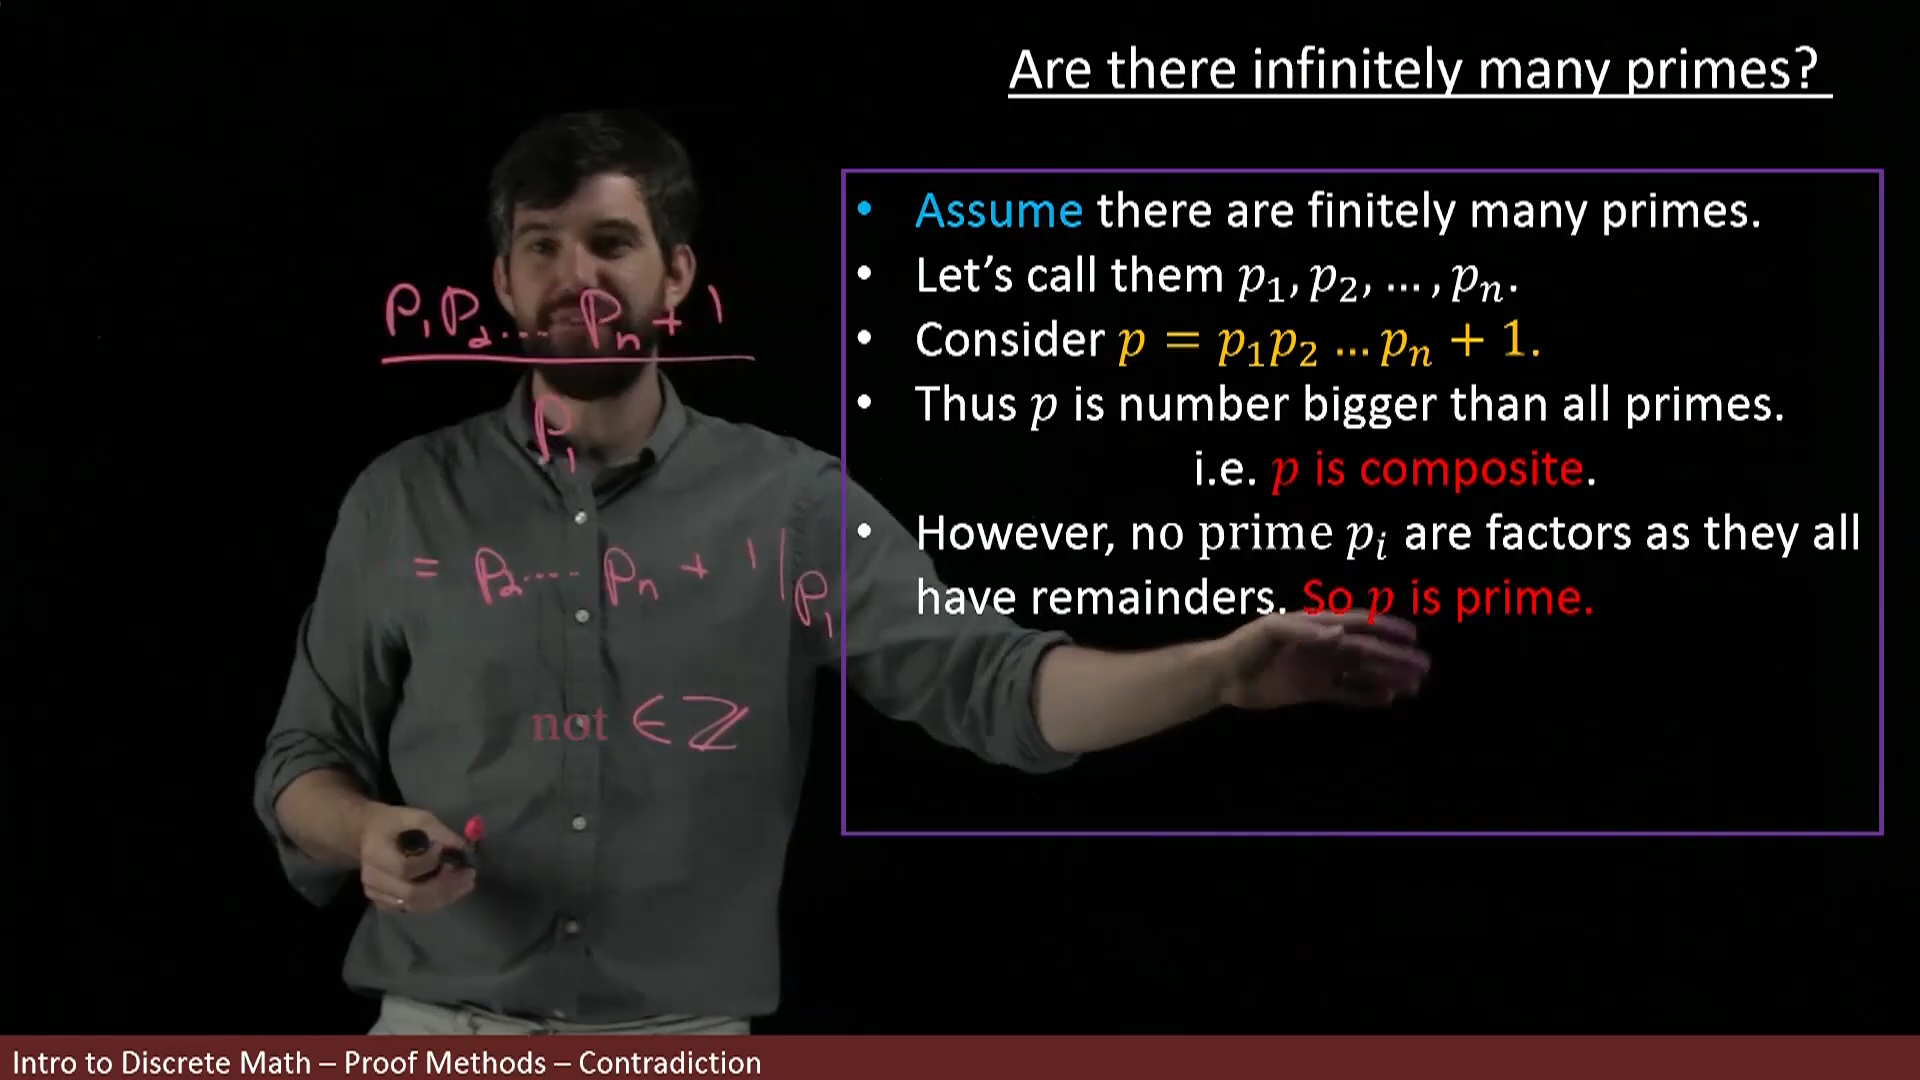 Are there infinitely many primes?
• Assume there are finitely many primes.
• Let’s call them p₁, p₂, …, pₙ.
• Consider p = p₁p₂ … pₙ + 1.
• Thus p is number bigger than all primes.
i.e. p is composite.
• However, no prime pᵢ are factors as they all
have remainders. So p is prime.
P₁P₂.... Pₙ + 1
P₁
= P₂.... Pₙ + 1/P₁
not ∈ ℤ
Intro to Discrete Math – Proof Methods – Contradiction